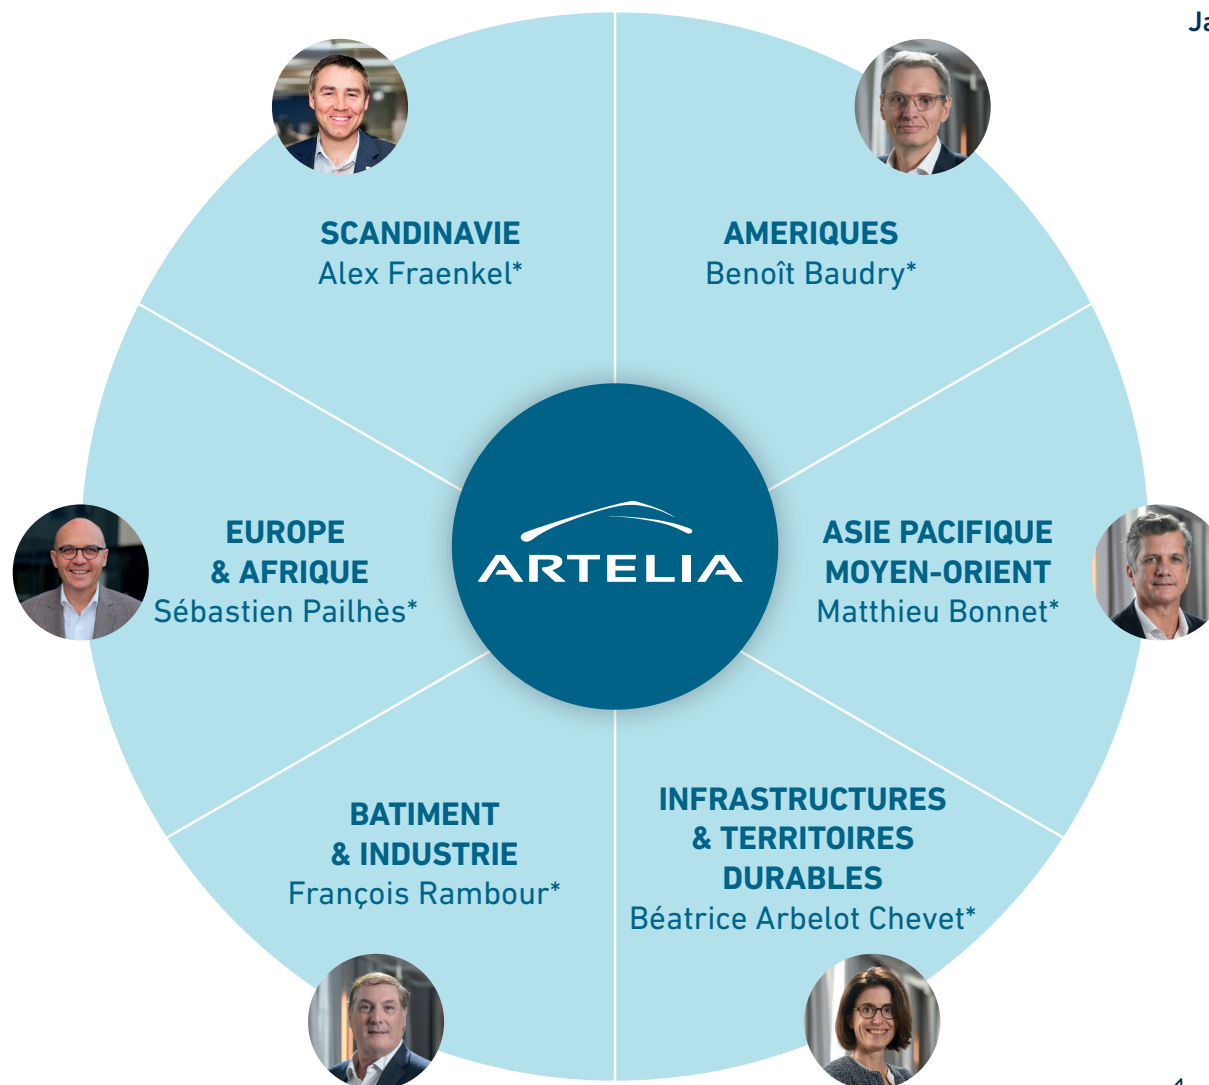 Ja
SCANDINAVIE
Alex Fraenkel*
AMERIQUES
Benoît Baudry*
EUROPE
& AFRIQUE
Sébastien Pailhès*
ARTELIA
ASIE PACIFIQUE
MOYEN-ORIENT
Matthieu Bonnet*
BATIMENT
& INDUSTRIE
François Rambour*
INFRASTRUCTURES
& TERRITOIRES
DURABLES
Béatrice Arbelot Chevet*